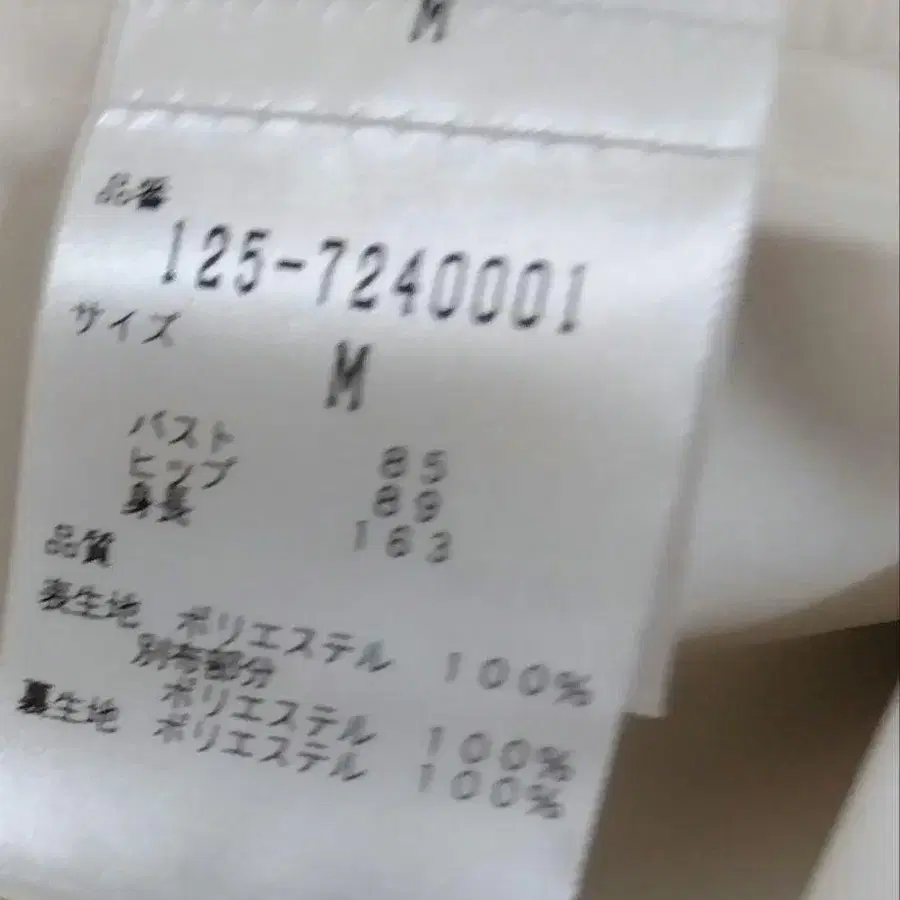 M
品番
125-7240001
サイズ
M
バスト 85
ヒップ 89
身長 163
品質
表生地 ポリエステル 100%
別布部分
ポリエステル 100%
裏生地 ポリエステル 100%